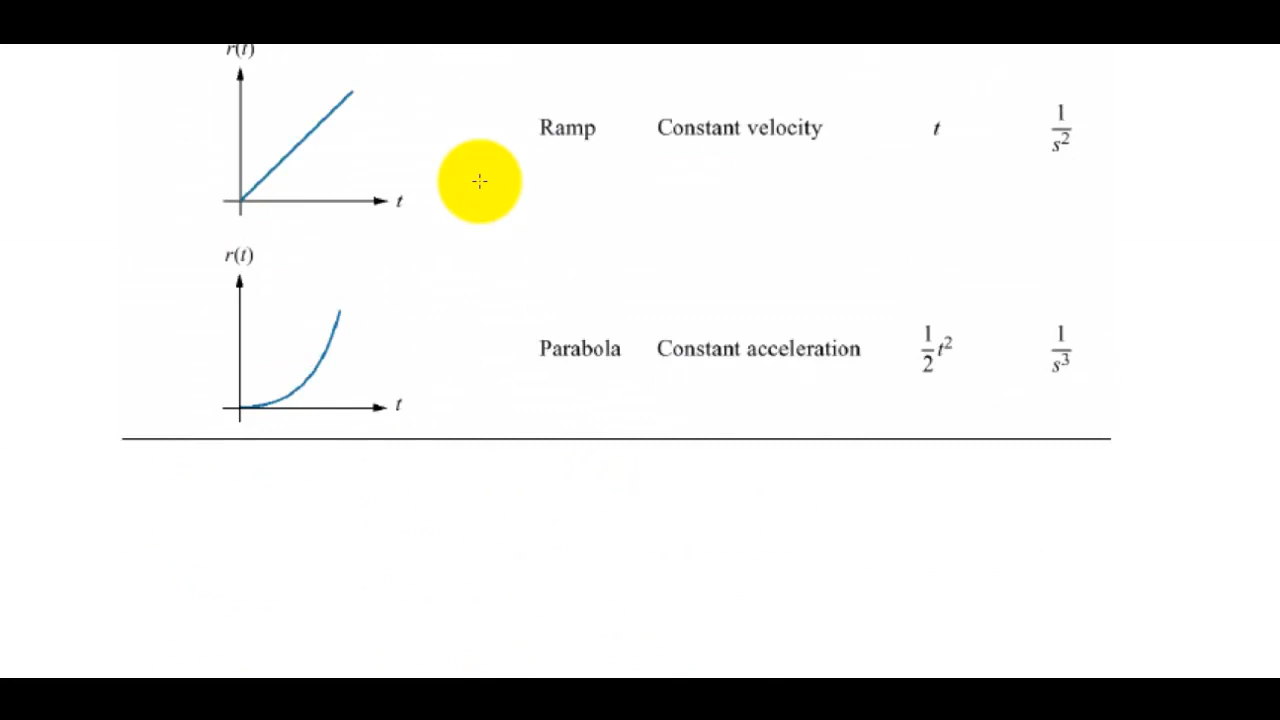 r(t)
Ramp Constant velocity t 1/s²
t
r(t)
Parabola Constant acceleration 1/2 t² 1/s³
t